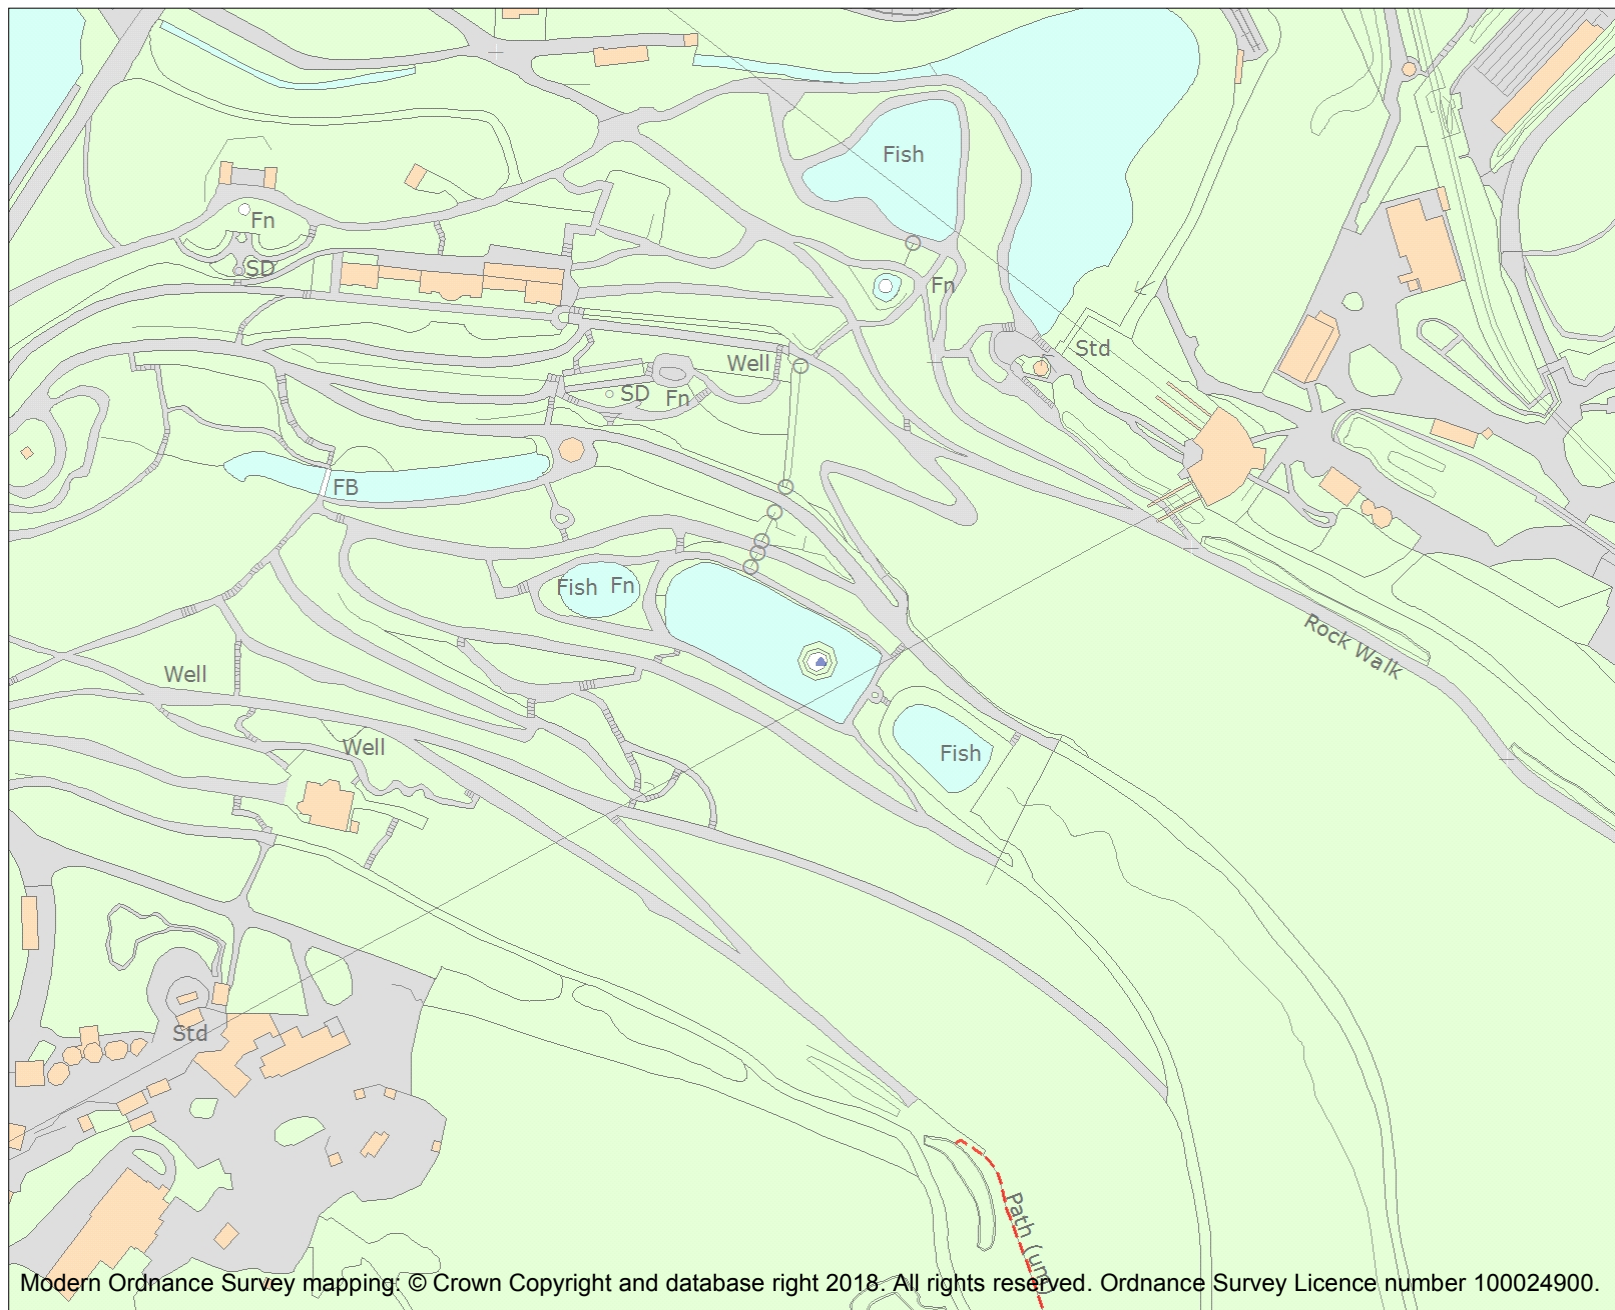 Fish
Fn
SD
Fn
Std
Well
SD
Fn
FB
Fish Fn
Rock Walk
Well
Well
Fish
Std
Path (um)
Modern Ordnance Survey mapping: © Crown Copyright and database right 2018. All rights reserved. Ordnance Survey Licence number 100024900.